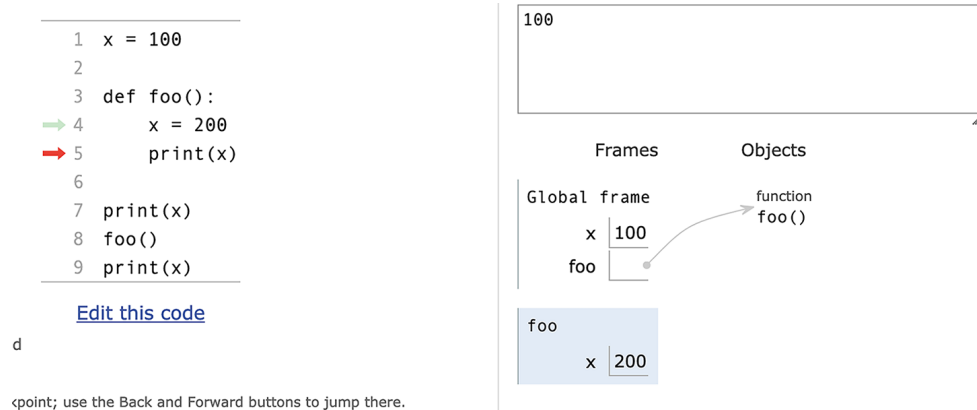 1 x = 100
2
3 def foo():
4     x = 200
5     print(x)
6
7 print(x)
8 foo()
9 print(x)
Edit this code
d
point; use the Back and Forward buttons to jump there.
100
Frames Objects
Global frame
x 100
foo
function
foo()
foo
x 200